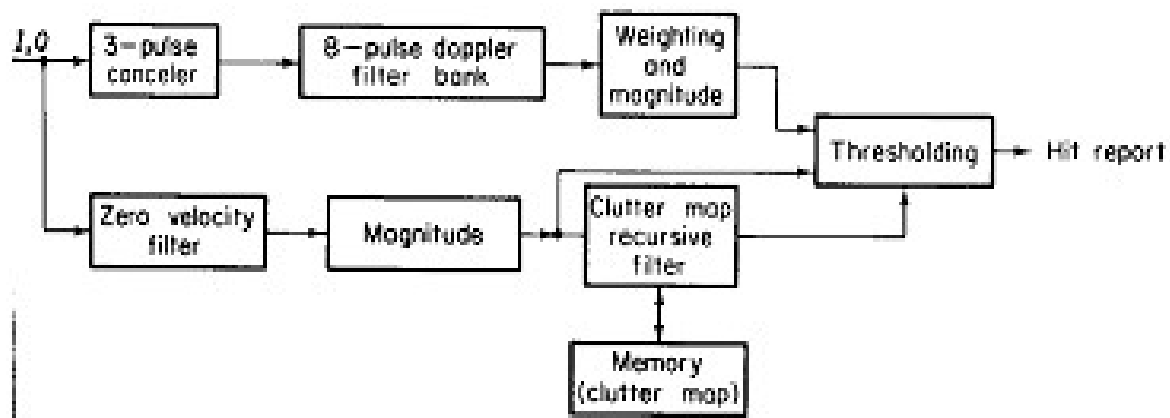 I,Q
3-pulse
canceler
8-pulse doppler
filter bank
Weighting
and
magnitude
Thresholding
Hit report
Zero velocity
filter
Magnitude
Clutter map
recursive
filter
Memory
(clutter map)